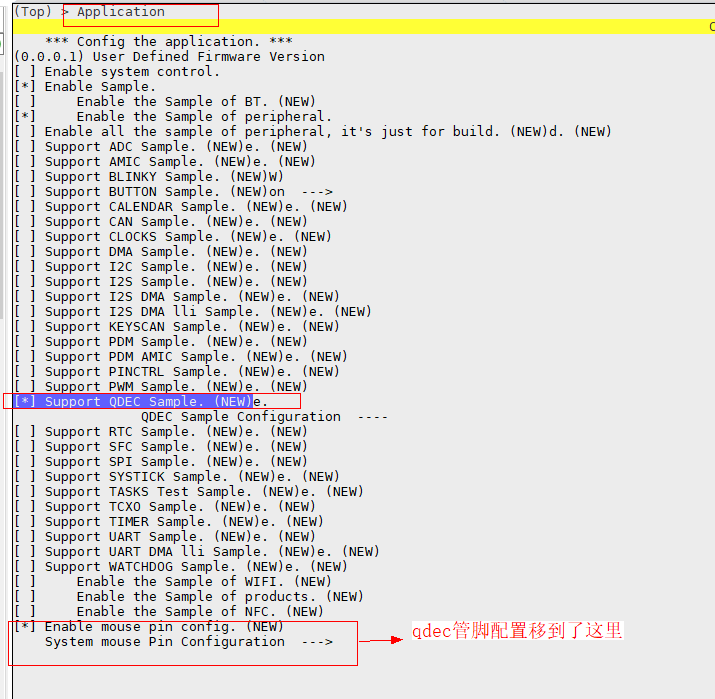 (Top) > Application
C
*** Config the application. ***
(0.0.0.1) User Defined Firmware Version
[ ] Enable system control.
[*] Enable Sample.
[ ]     Enable the Sample of BT. (NEW)
[*]     Enable the Sample of peripheral.
[ ] Enable all the sample of peripheral, it's just for build. (NEW)d. (NEW)
[ ] Support ADC Sample. (NEW)e. (NEW)
[ ] Support AMIC Sample. (NEW)e. (NEW)
[ ] Support BLINKY Sample. (NEW)W)
[ ] Support BUTTON Sample. (NEW)on  --->
[ ] Support CALENDAR Sample. (NEW)e. (NEW)
[ ] Support CAN Sample. (NEW)e. (NEW)
[ ] Support CLOCKS Sample. (NEW)e. (NEW)
[ ] Support DMA Sample. (NEW)e. (NEW)
[ ] Support I2C Sample. (NEW)e. (NEW)
[ ] Support I2S Sample. (NEW)e. (NEW)
[ ] Support I2S DMA Sample. (NEW)e. (NEW)
[ ] Support I2S DMA lli Sample. (NEW)e. (NEW)
[ ] Support KEYSCAN Sample. (NEW)e. (NEW)
[ ] Support PDM Sample. (NEW)e. (NEW)
[ ] Support PDM AMIC Sample. (NEW)e. (NEW)
[ ] Support PINCTRL Sample. (NEW)e. (NEW)
[ ] Support PWM Sample. (NEW)e. (NEW)
[*] Support QDEC Sample. (NEW)e.
QDEC Sample Configuration  ----
[ ] Support RTC Sample. (NEW)e. (NEW)
[ ] Support SFC Sample. (NEW)e. (NEW)
[ ] Support SPI Sample. (NEW)e. (NEW)
[ ] Support SYSTICK Sample. (NEW)e. (NEW)
[ ] Support TASKS Test Sample. (NEW)e. (NEW)
[ ] Support TCXO Sample. (NEW)e. (NEW)
[ ] Support TIMER Sample. (NEW)e. (NEW)
[ ] Support UART Sample. (NEW)e. (NEW)
[ ] Support UART DMA lli Sample. (NEW)e. (NEW)
[ ] Support WATCHDOG Sample. (NEW)e. (NEW)
[ ]     Enable the Sample of WIFI. (NEW)
[ ]     Enable the Sample of products. (NEW)
[ ]     Enable the Sample of NFC. (NEW)
[*] Enable mouse pin config. (NEW)
System mouse Pin Configuration  --->
qdec管脚配置移到了这里